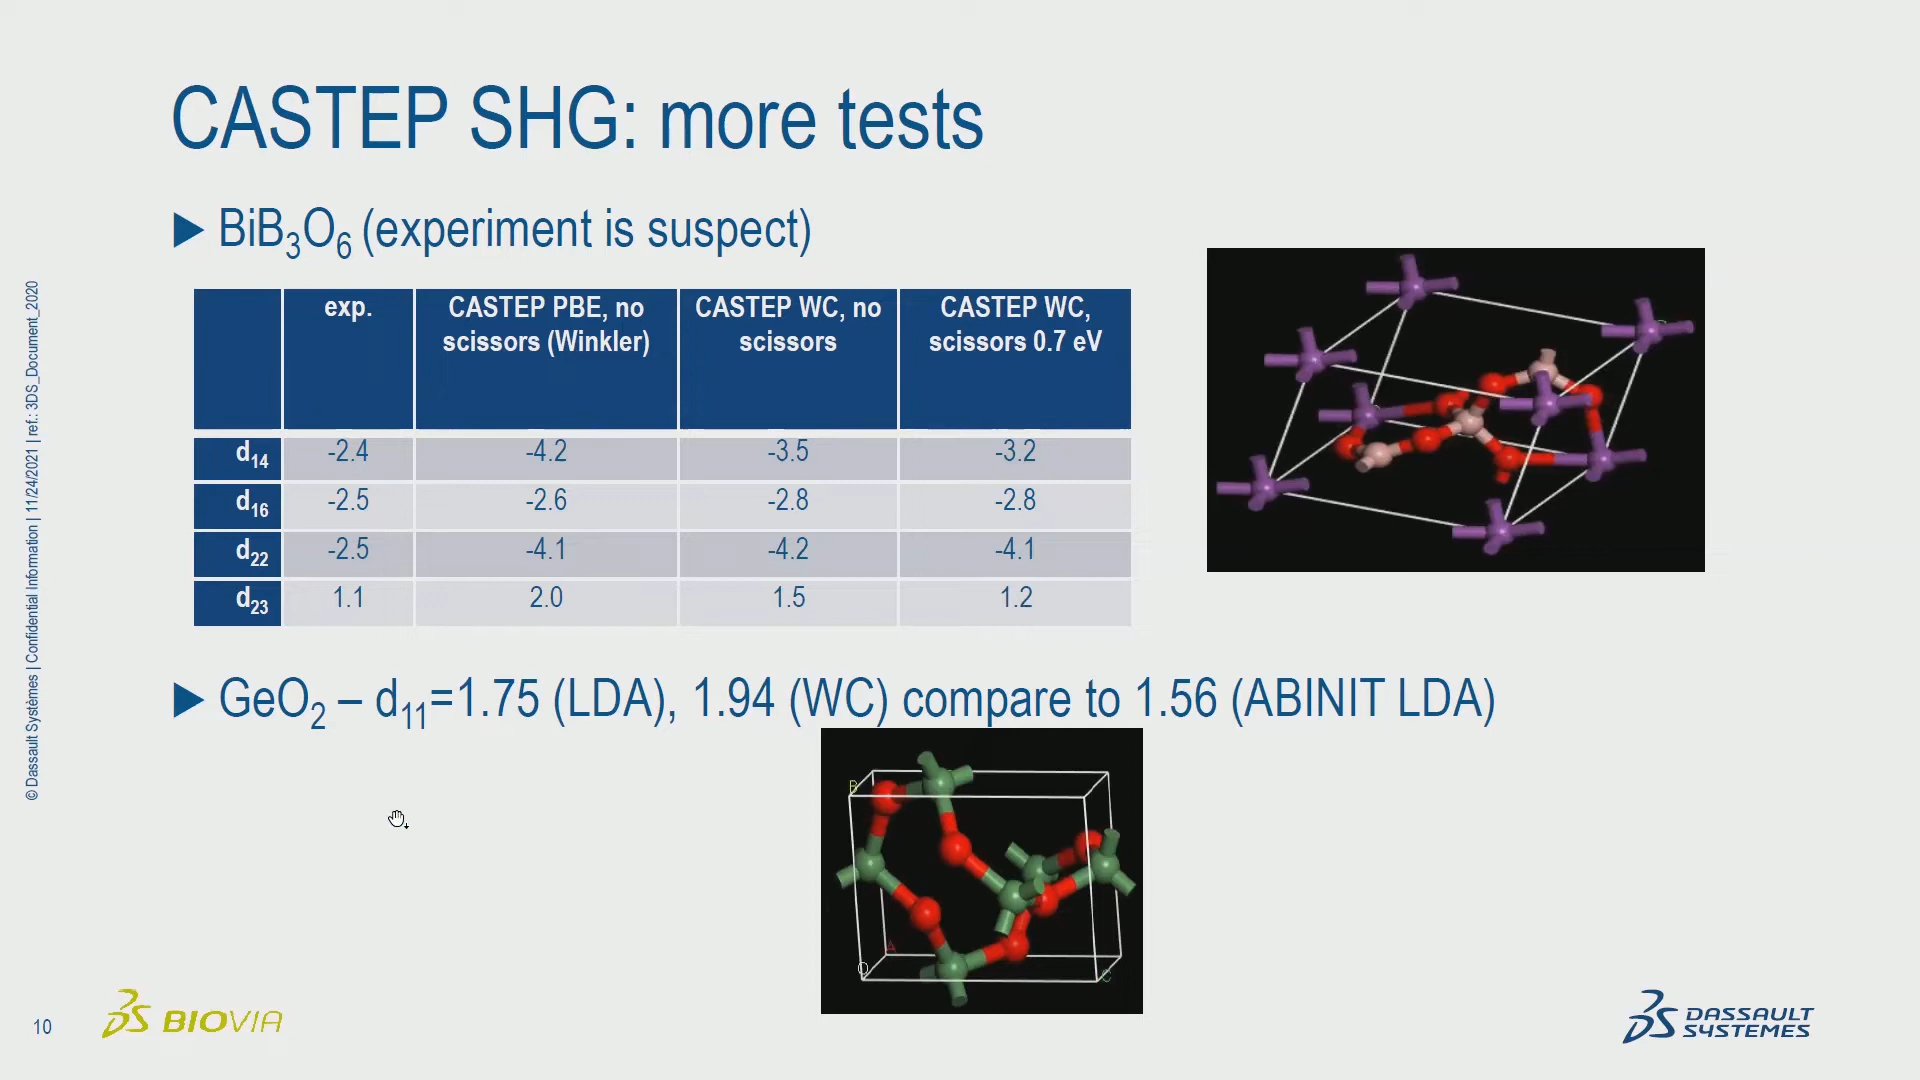 CASTEP SHG: more tests
▶ BiB3O6 (experiment is suspect)
exp. CASTEP PBE, no scissors (Winkler) CASTEP WC, no scissors CASTEP WC, scissors 0.7 eV
d14 -2.4 -4.2 -3.5 -3.2
d16 -2.5 -2.6 -2.8 -2.8
d22 -2.5 -4.1 -4.2 -4.1
d23 1.1 2.0 1.5 1.2
▶ GeO2 – d11=1.75 (LDA), 1.94 (WC) compare to 1.56 (ABINIT LDA)
B
A
O
C
© Dassault Systèmes | Confidential Information | 11/24/2021 | ref.: 3DS_Document_2020
10
3DS BIOVIA
3DS DASSAULT SYSTEMES